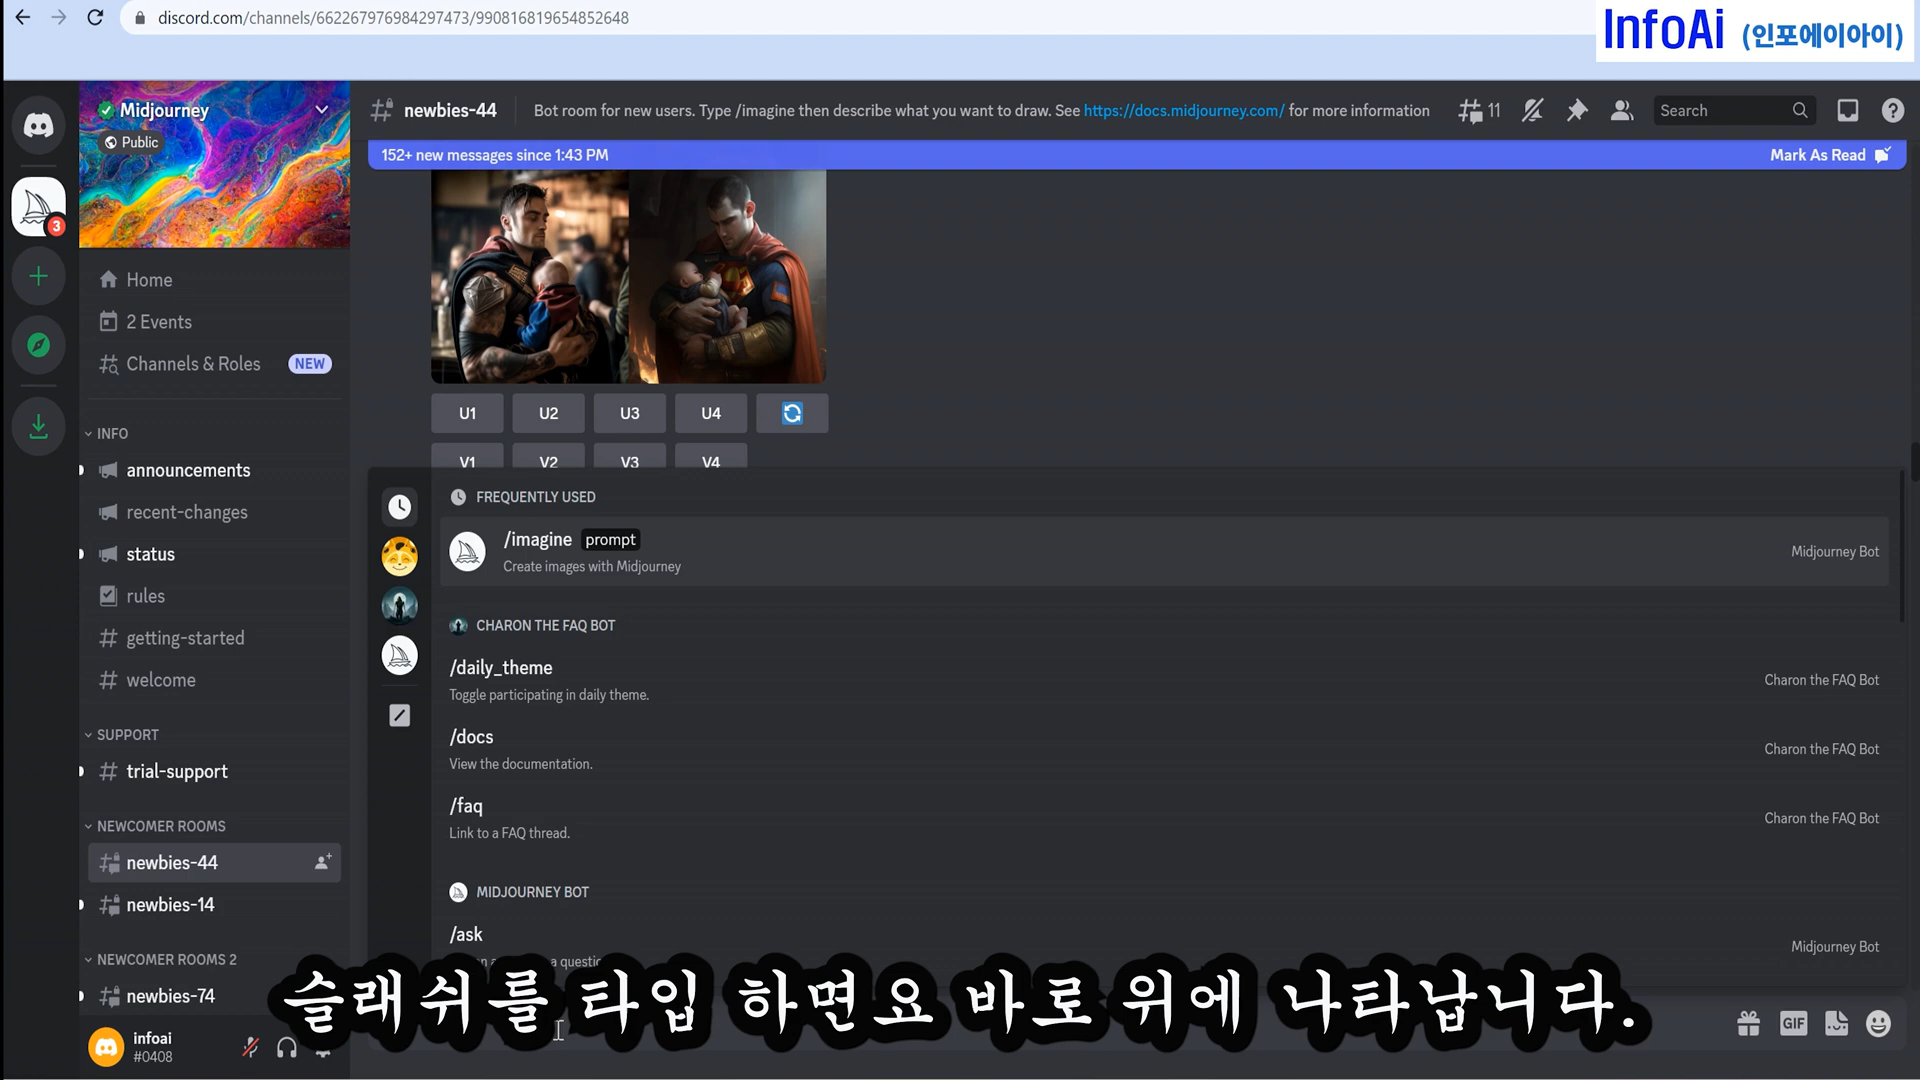 discord.com/channels/662267976984297473/990816819654852648
InfoAi (인포에이아이)
Midjourney
Public
newbies-44
Bot room for new users. Type /imagine then describe what you want to draw. See https://docs.midjourney.com/ for more information
11
Search
152+ new messages since 1:43 PM
Mark As Read
3
Home
2 Events
Channels & Roles NEW
INFO
announcements
recent-changes
status
rules
getting-started
welcome
SUPPORT
trial-support
NEWCOMER ROOMS
newbies-44
newbies-14
NEWCOMER ROOMS 2
newbies-74
infoai
#0408
U1 U2 U3 U4
V1 V2 V3 V4
FREQUENTLY USED
/imagine prompt
Create images with Midjourney
Midjourney Bot
CHARON THE FAQ BOT
/daily_theme
Toggle participating in daily theme.
Charon the FAQ Bot
/docs
View the documentation.
Charon the FAQ Bot
/faq
Link to a FAQ thread.
Charon the FAQ Bot
MIDJOURNEY BOT
/ask
Midjourney Bot
슬래쉬를 타입 하면요 바로 위에 나타납니다.
GIF